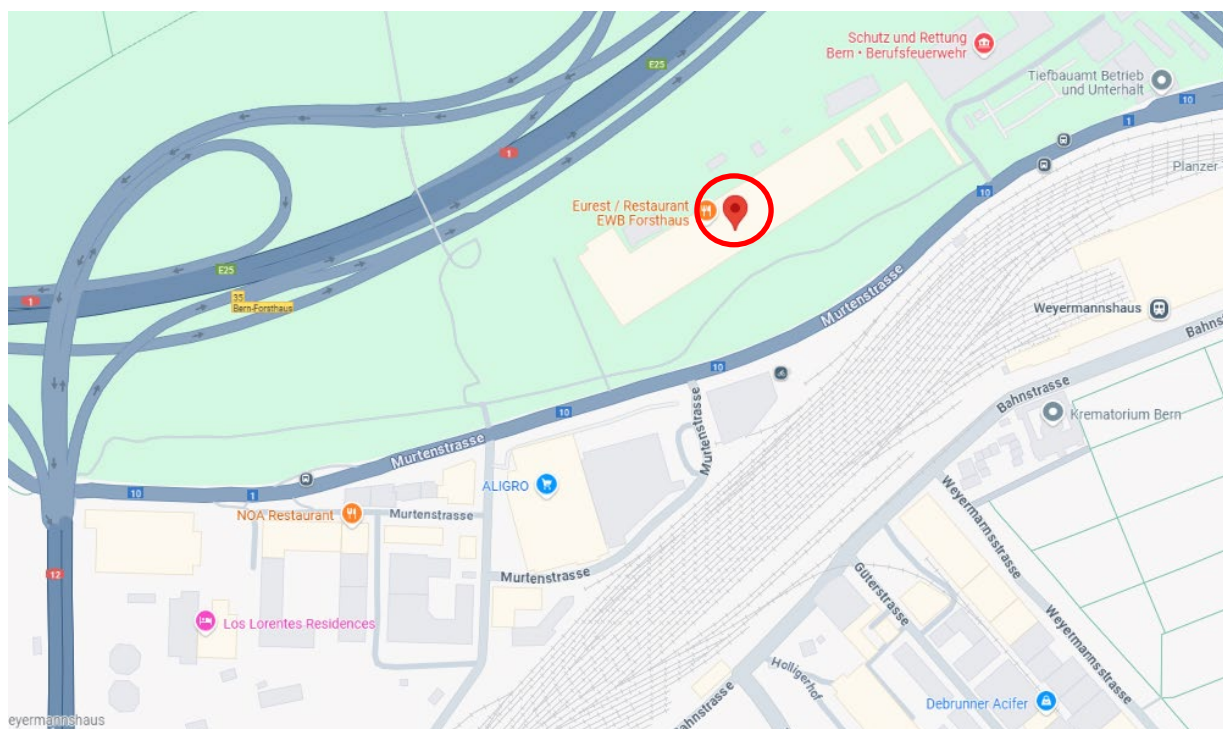 Schutz und Rettung
Bern • Berufsfeuerwehr
E25
Tiefbauamt Betrieb
und Unterhalt
10
1
1
Planzer
10
Eurest / Restaurant
EWB Forsthaus
E25
1
35
Bern-Forsthaus
Murtenstrasse
Weyermannshaus
Bahnst
10
Bahnstrasse
10
Krematorium Bern
Murtenstrasse
Murtenstrasse
ALIGRO
10
1
NOA Restaurant
Murtenstrasse
Weyermannsstrasse
12
Murtenstrasse
Güterstrasse
Los Lorentes Residences
Weyermannsstrasse
Holligerhof
Debrunner Acifer
eyermannshaus
Bahnstrasse